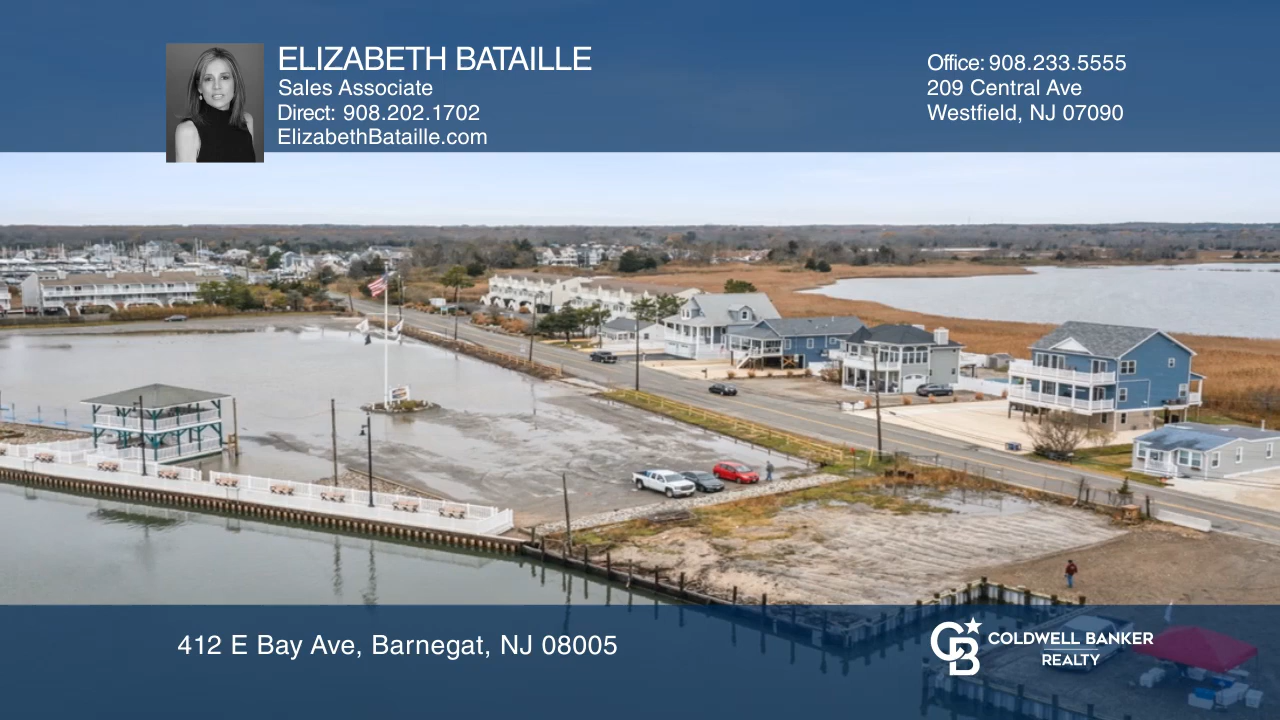 ELIZABETH BATAILLE
Sales Associate
Direct: 908.202.1702
ElizabethBataille.com
Office: 908.233.5555
209 Central Ave
Westfield, NJ 07090
412 E Bay Ave, Barnegat, NJ 08005
CB
COLDWELL BANKER
REALTY